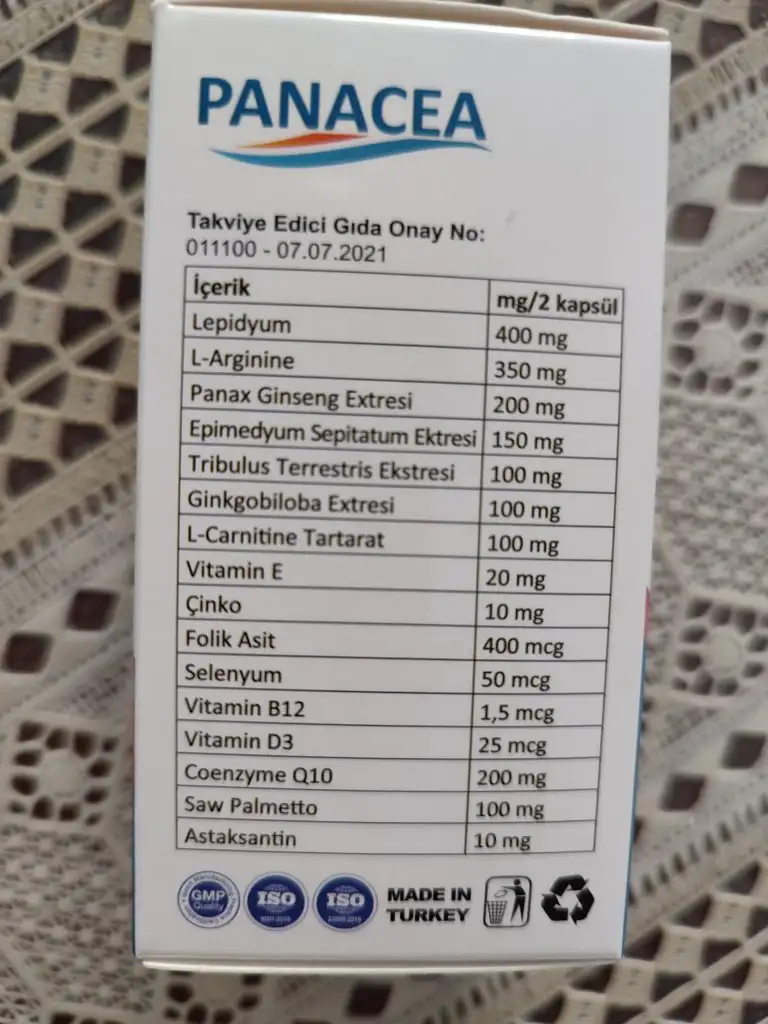 PANACEA
Takviye Edici Gıda Onay No:
011100 - 07.07.2021
İçerik mg/2 kapsül
Lepidyum 400 mg
L-Arginine 350 mg
Panax Ginseng Extresi 200 mg
Epimedyum Sepitatum Ektresi 150 mg
Tribulus Terrestris Ekstresi 100 mg
Ginkgobiloba Extresi 100 mg
L-Carnitine Tartarat 100 mg
Vitamin E 20 mg
Çinko 10 mg
Folik Asit 400 mcg
Selenyum 50 mcg
Vitamin B12 1,5 mcg
Vitamin D3 25 mcg
Coenzyme Q10 200 mg
Saw Palmetto 100 mg
Astaksantin 10 mg
GMP
Quality
ISO
ISO
MADE IN
TURKEY